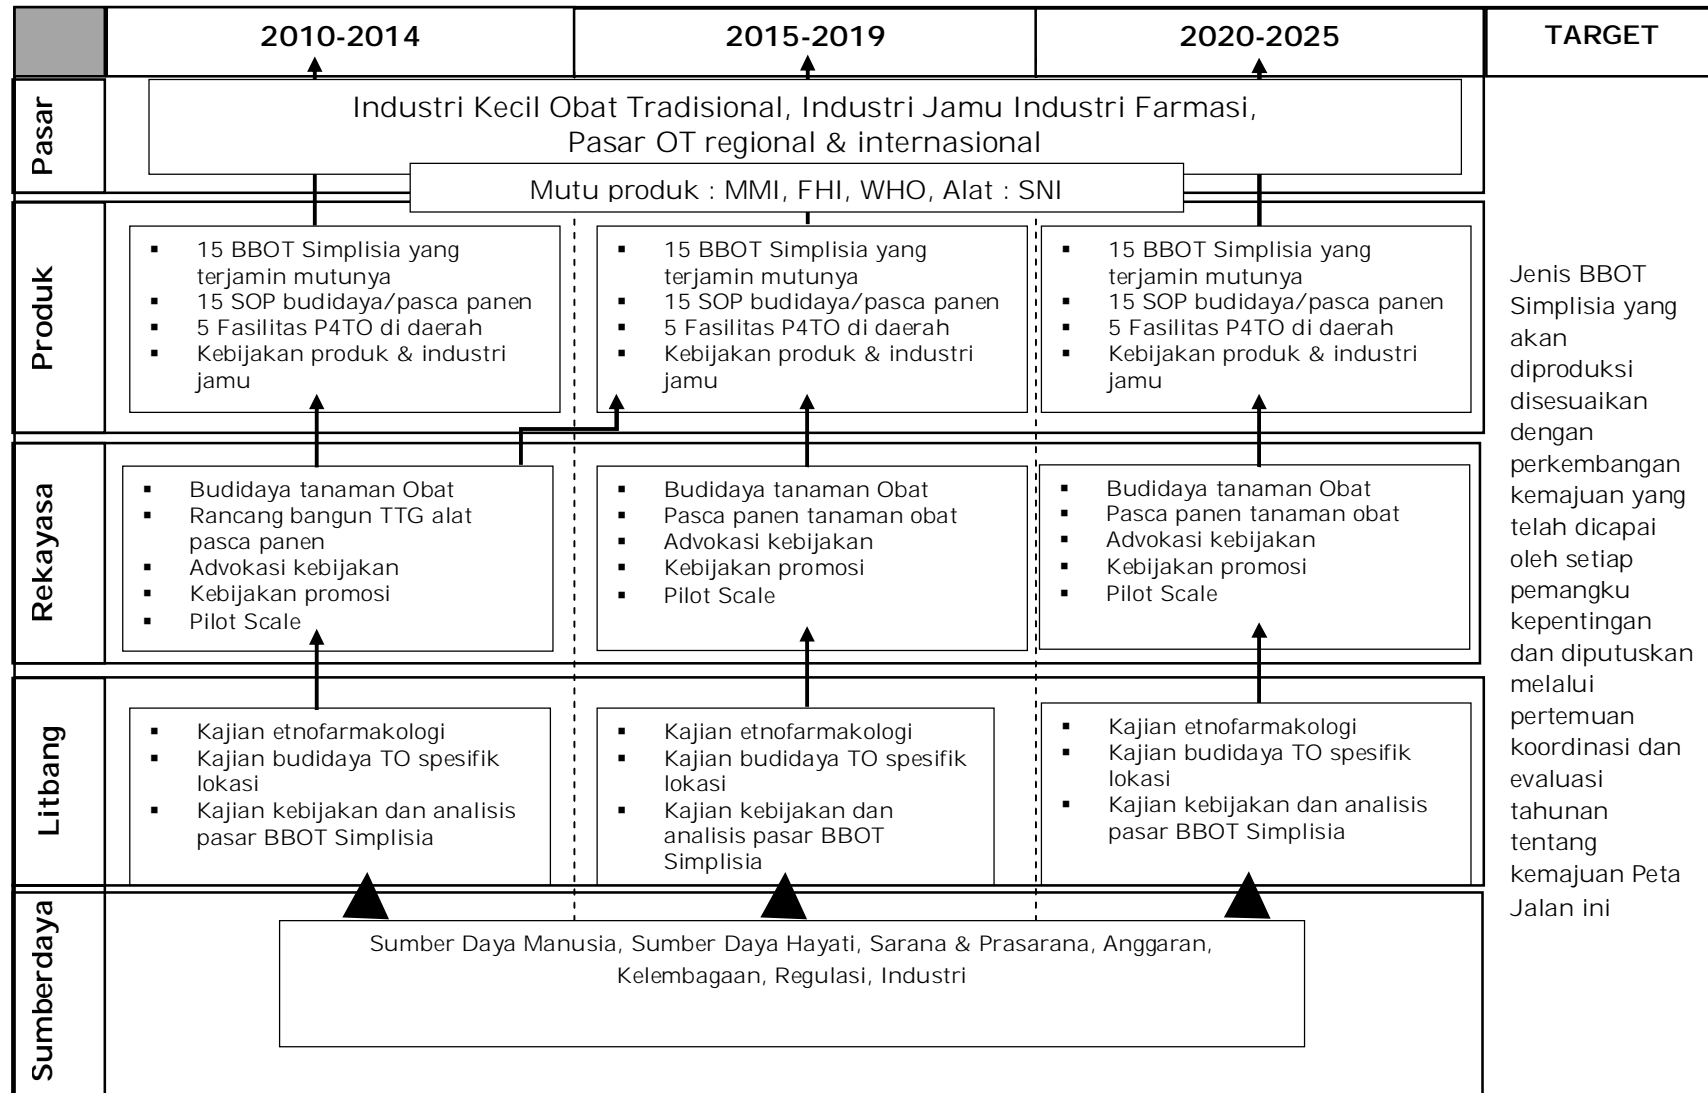 2010-2014
2015-2019
2020-2025
TARGET
Pasar
Industri Kecil Obat Tradisional, Industri Jamu Industri Farmasi,
Pasar OT regional & internasional
Mutu produk : MMI, FHI, WHO, Alat : SNI
Produk
▪ 15 BBOT Simplisia yang
terjamin mutunya
▪ 15 SOP budidaya/pasca panen
▪ 5 Fasilitas P4TO di daerah
▪ Kebijakan produk & industri
jamu
▪ 15 BBOT Simplisia yang
terjamin mutunya
▪ 15 SOP budidaya/pasca panen
▪ 5 Fasilitas P4TO di daerah
▪ Kebijakan produk & industri
jamu
▪ 15 BBOT Simplisia yang
terjamin mutunya
▪ 15 SOP budidaya/pasca panen
▪ 5 Fasilitas P4TO di daerah
▪ Kebijakan produk & industri
jamu
Rekayasa
▪ Budidaya tanaman Obat
▪ Rancang bangun TTG alat
pasca panen
▪ Advokasi kebijakan
▪ Kebijakan promosi
▪ Pilot Scale
▪ Budidaya tanaman Obat
▪ Pasca panen tanaman obat
▪ Advokasi kebijakan
▪ Kebijakan promosi
▪ Pilot Scale
▪ Budidaya tanaman Obat
▪ Pasca panen tanaman obat
▪ Advokasi kebijakan
▪ Kebijakan promosi
▪ Pilot Scale
Litbang
▪ Kajian etnofarmakologi
▪ Kajian budidaya TO spesifik
lokasi
▪ Kajian kebijakan dan analisis
pasar BBOT Simplisia
▪ Kajian etnofarmakologi
▪ Kajian budidaya TO spesifik
lokasi
▪ Kajian kebijakan dan
analisis pasar BBOT
Simplisia
▪ Kajian etnofarmakologi
▪ Kajian budidaya TO spesifik
lokasi
▪ Kajian kebijakan dan analisis
pasar BBOT Simplisia
Sumberdaya
Sumber Daya Manusia, Sumber Daya Hayati, Sarana & Prasarana, Anggaran,
Kelembagaan, Regulasi, Industri
Jenis BBOT
Simplisia yang
akan
diproduksi
disesuaikan
dengan
perkembangan
kemajuan yang
telah dicapai
oleh setiap
pemangku
kepentingan
dan diputuskan
melalui
pertemuan
koordinasi dan
evaluasi
tahunan
tentang
kemajuan Peta
Jalan ini